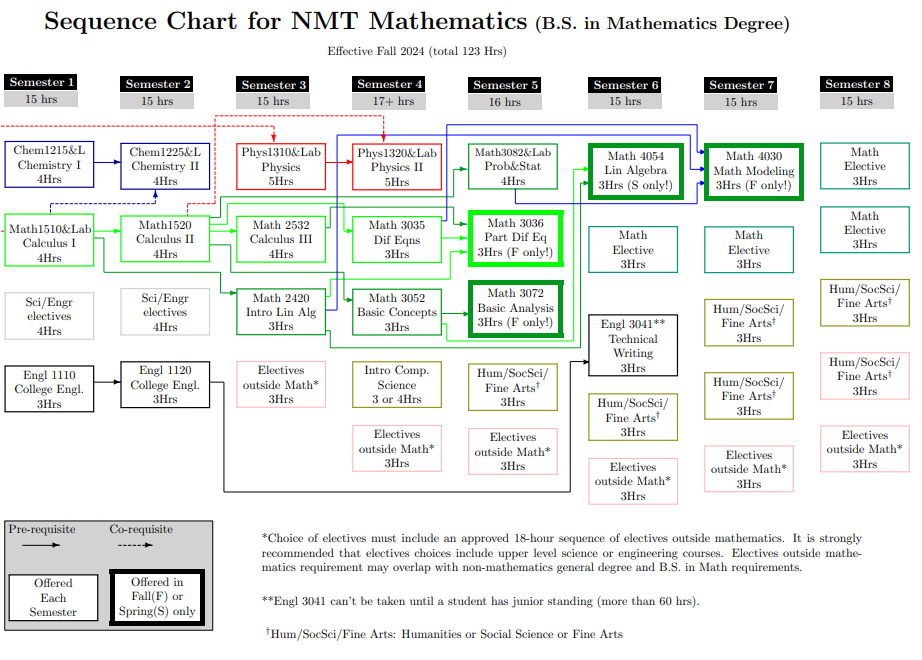 Sequence Chart for NMT Mathematics (B.S. in Mathematics Degree)
Effective Fall 2024 (total 123 Hrs)
Semester 1
15 hrs
Semester 2
15 hrs
Semester 3
15 hrs
Semester 4
17+ hrs
Semester 5
16 hrs
Semester 6
15 hrs
Semester 7
15 hrs
Semester 8
15 hrs
Chem1215&L
Chemistry I
4Hrs
Chem1225&L
Chemistry II
4Hrs
Phys1310&Lab
Physics
5Hrs
Phys1320&Lab
Physics II
5Hrs
Math3082&Lab
Prob&Stat
4Hrs
Math 4054
Lin Algebra
3Hrs (S only!)
Math 4030
Math Modeling
3Hrs (F only!)
Math
Elective
3Hrs
Math1510&Lab
Calculus I
4Hrs
Math1520
Calculus II
4Hrs
Math 2532
Calculus III
4Hrs
Math 3035
Dif Eqns
3Hrs
Math 3036
Part Dif Eq
3Hrs (F only!)
Math
Elective
3Hrs
Math
Elective
3Hrs
Math
Elective
3Hrs
Sci/Engr
electives
4Hrs
Sci/Engr
electives
4Hrs
Math 2420
Intro Lin Alg
3Hrs
Math 3052
Basic Concepts
3Hrs
Math 3072
Basic Analysis
3Hrs (F only!)
Engl 3041**
Technical
Writing
3Hrs
Hum/SocSci/
Fine Arts†
3Hrs
Hum/SocSci/
Fine Arts†
3Hrs
Engl 1110
College Engl.
3Hrs
Engl 1120
College Engl.
3Hrs
Electives
outside Math*
3Hrs
Intro Comp.
Science
3 or 4Hrs
Hum/SocSci/
Fine Arts†
3Hrs
Hum/SocSci/
Fine Arts†
3Hrs
Hum/SocSci/
Fine Arts†
3Hrs
Hum/SocSci/
Fine Arts†
3Hrs
Electives
outside Math*
3Hrs
Electives
outside Math*
3Hrs
Electives
outside Math*
3Hrs
Electives
outside Math*
3Hrs
Electives
outside Math*
3Hrs
Pre-requisite
Co-requisite
Offered
Each
Semester
Offered in
Fall(F) or
Spring(S) only
*Choice of electives must include an approved 18-hour sequence of electives outside mathematics. It is strongly
recommended that electives choices include upper level science or engineering courses. Electives outside mathe-
matics requirement may overlap with non-mathematics general degree and B.S. in Math requirements.
**Engl 3041 can't be taken until a student has junior standing (more than 60 hrs).
†Hum/SocSci/Fine Arts: Humanities or Social Science or Fine Arts